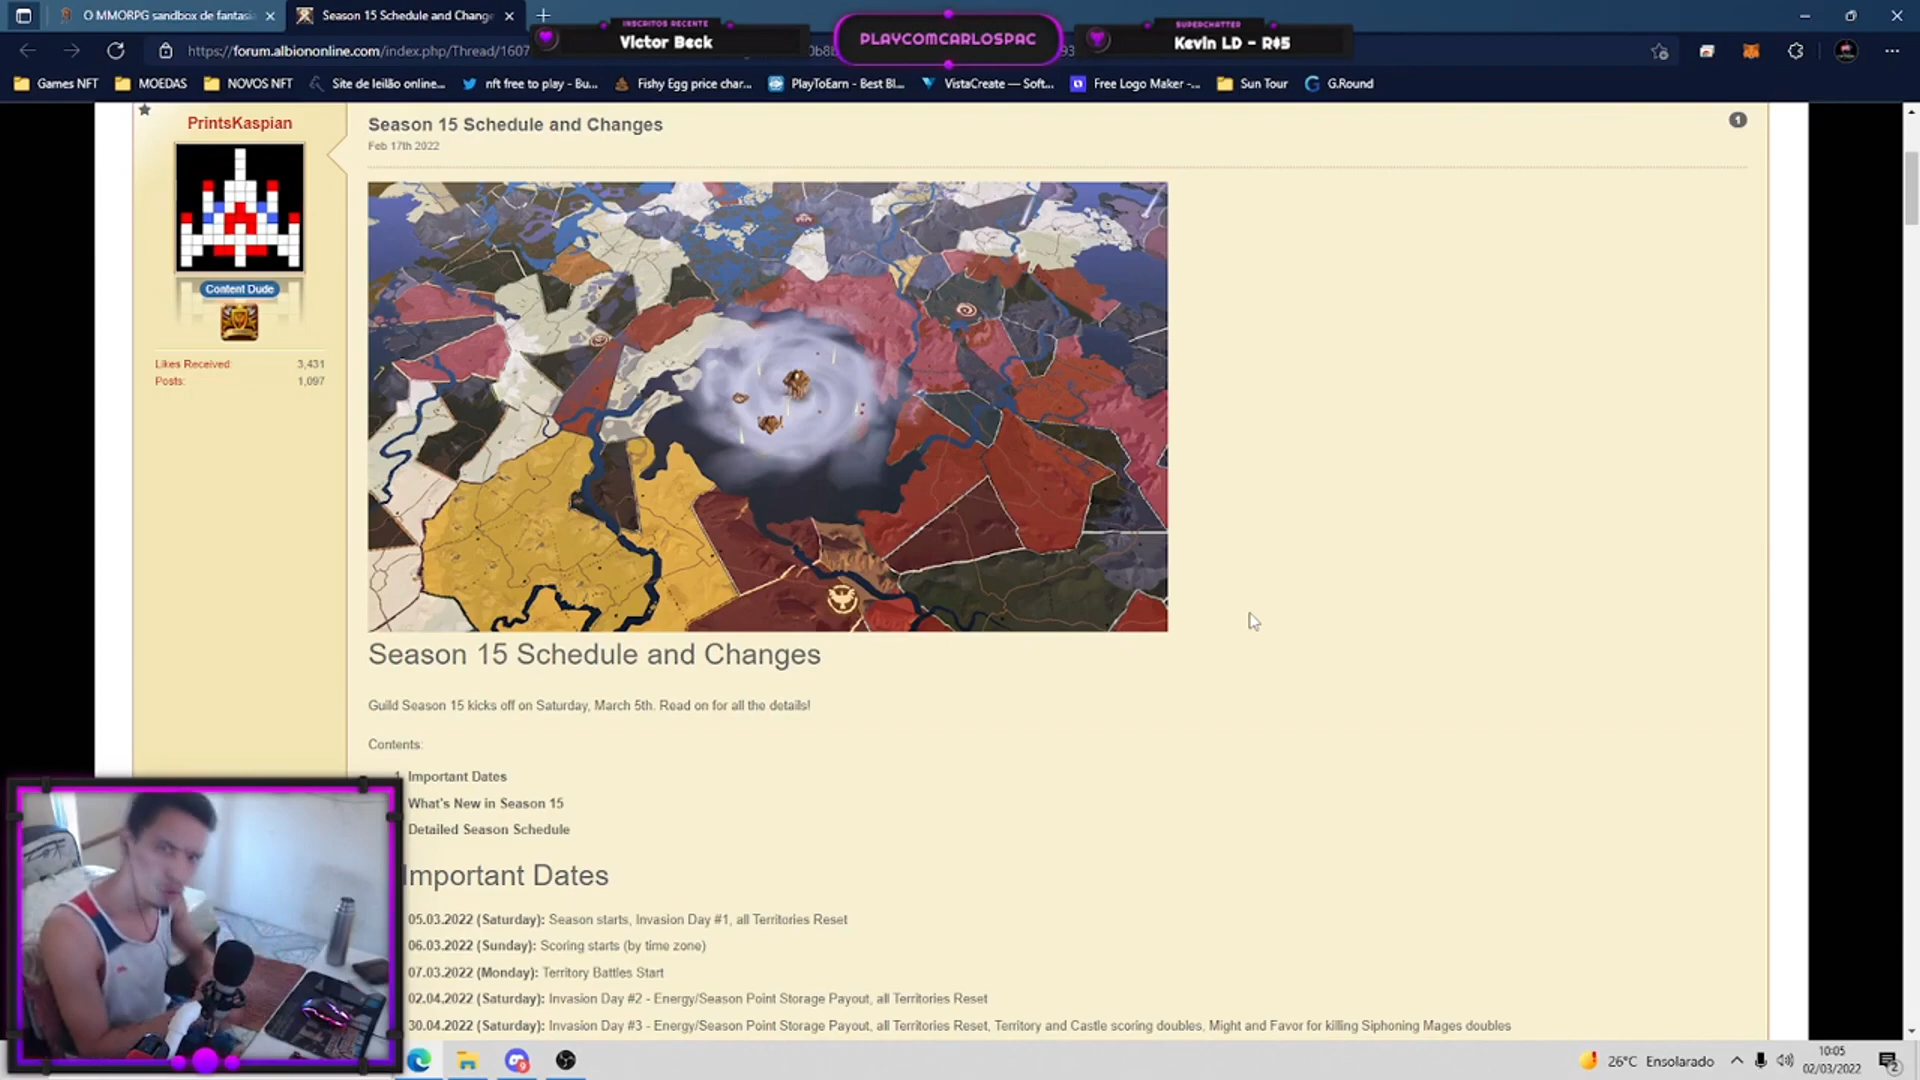 O MMORPG sandbox de fantasi
Season 15 Schedule and Change
INSCRITOS RECENTE
Victor Beck
PLAYCOMCARLOSPAC
SUPERCHATTER
Kevin LD - R$5
https://forum.albiononline.com/index.php/Thread/1607
Games NFT
MOEDAS
NOVOS NFT
Site de leilão online...
nft free to play - Bu...
Fishy Egg price char...
PlayToEarn - Best Bl...
VistaCreate — Soft...
Free Logo Maker -...
Sun Tour
G.Round
PrintsKaspian
Content Dude
Likes Received: 3,431
Posts: 1,097
Season 15 Schedule and Changes
Feb 17th 2022
1
Season 15 Schedule and Changes
Guild Season 15 kicks off on Saturday, March 5th. Read on for all the details!
Contents:
1. Important Dates
What's New in Season 15
Detailed Season Schedule
Important Dates
05.03.2022 (Saturday): Season starts, Invasion Day #1, all Territories Reset
06.03.2022 (Sunday): Scoring starts (by time zone)
07.03.2022 (Monday): Territory Battles Start
02.04.2022 (Saturday): Invasion Day #2 - Energy/Season Point Storage Payout, all Territories Reset
30.04.2022 (Saturday): Invasion Day #3 - Energy/Season Point Storage Payout, all Territories Reset, Territory and Castle scoring doubles, Might and Favor for killing Siphoning Mages doubles
26°C Ensolarado
10:05
02/03/2022